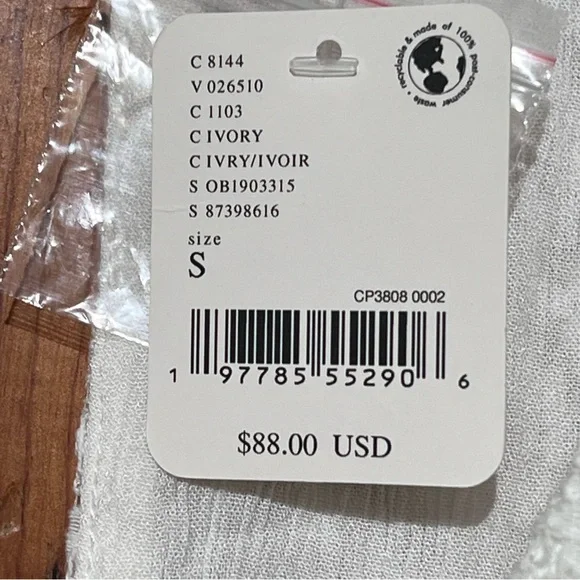 C 8144
V 026510
C 1103
C IVORY
C IVRY/IVOIR
S OB1903315
S 87398616
size
S
recyclable & made of 100% post-consumer waste •
CP3808 0002
1 97785 55290 6
$88.00 USD